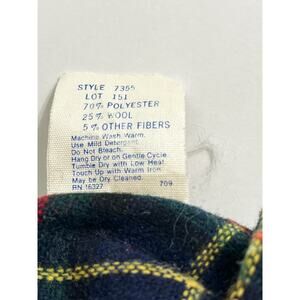 STYLE 7355
LOT 151
70% POLYESTER
25% WOOL
5% OTHER FIBERS
Machine Wash Warm.
Use Mild Detergent.
Do Not Bleach.
Hang Dry or on Gentle Cycle.
Tumble Dry with Low Heat.
Touch Up with Warm Iron.
May be Dry Cleaned.
RN 16327 709